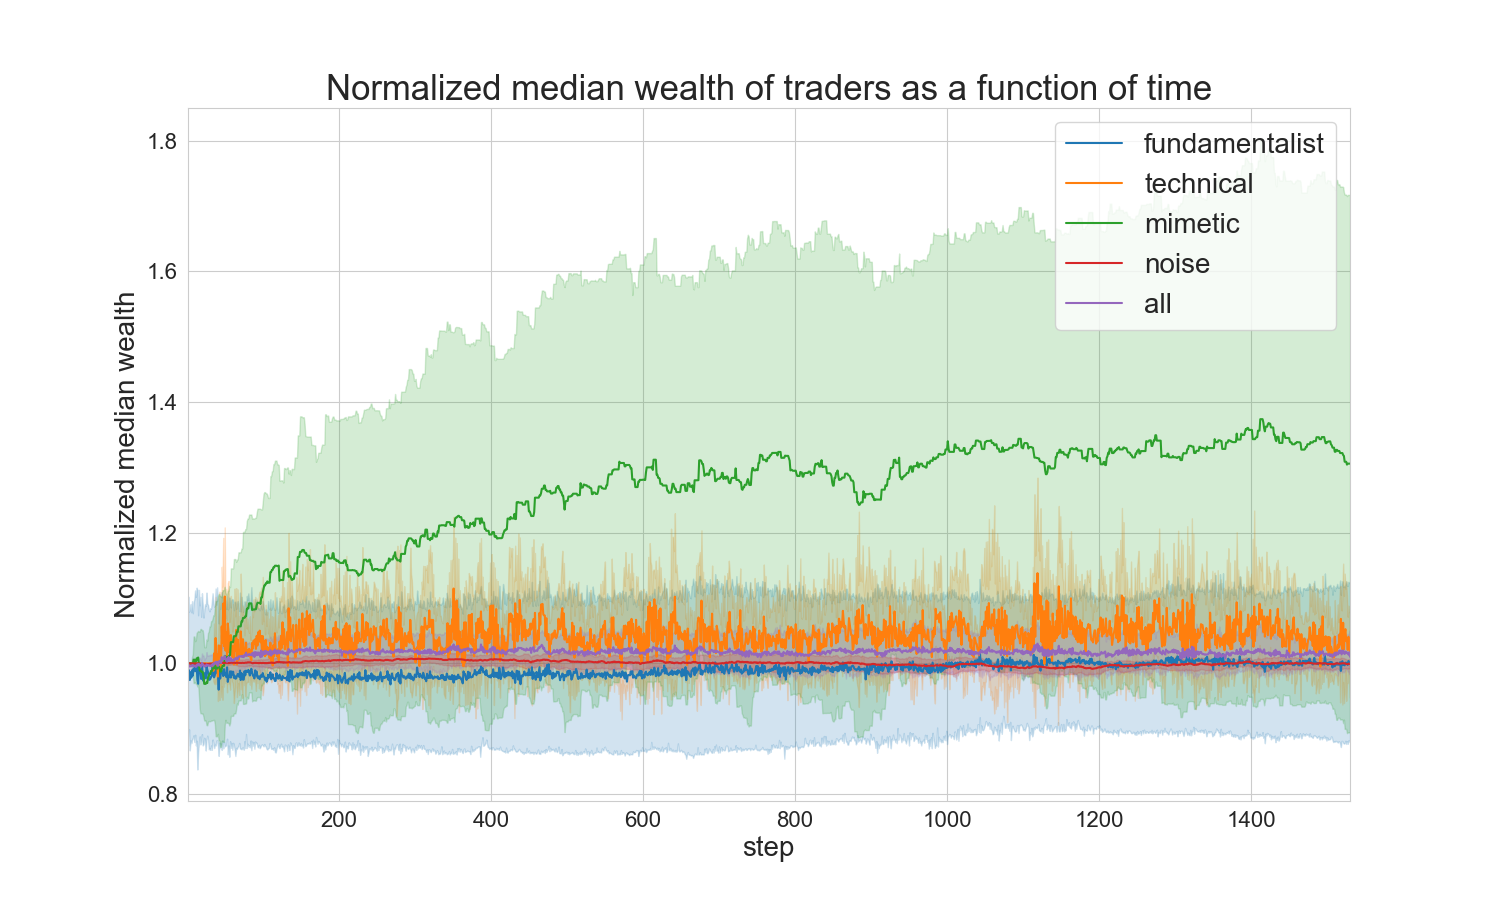 Normalized median wealth of traders as a function of time
Normalized median wealth
1.8
1.6
1.4
1.2
1.0
0.8
fundamentalist
technical
mimetic
noise
all
200 400 600 800 1000 1200 1400
step